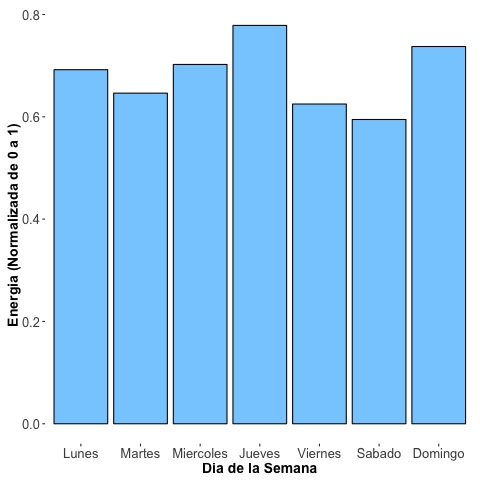 Energia (Normalizada de 0 a 1)
0.8
0.6
0.4
0.2
0.0
Lunes Martes Miercoles Jueves Viernes Sabado Domingo
Dia de la Semana